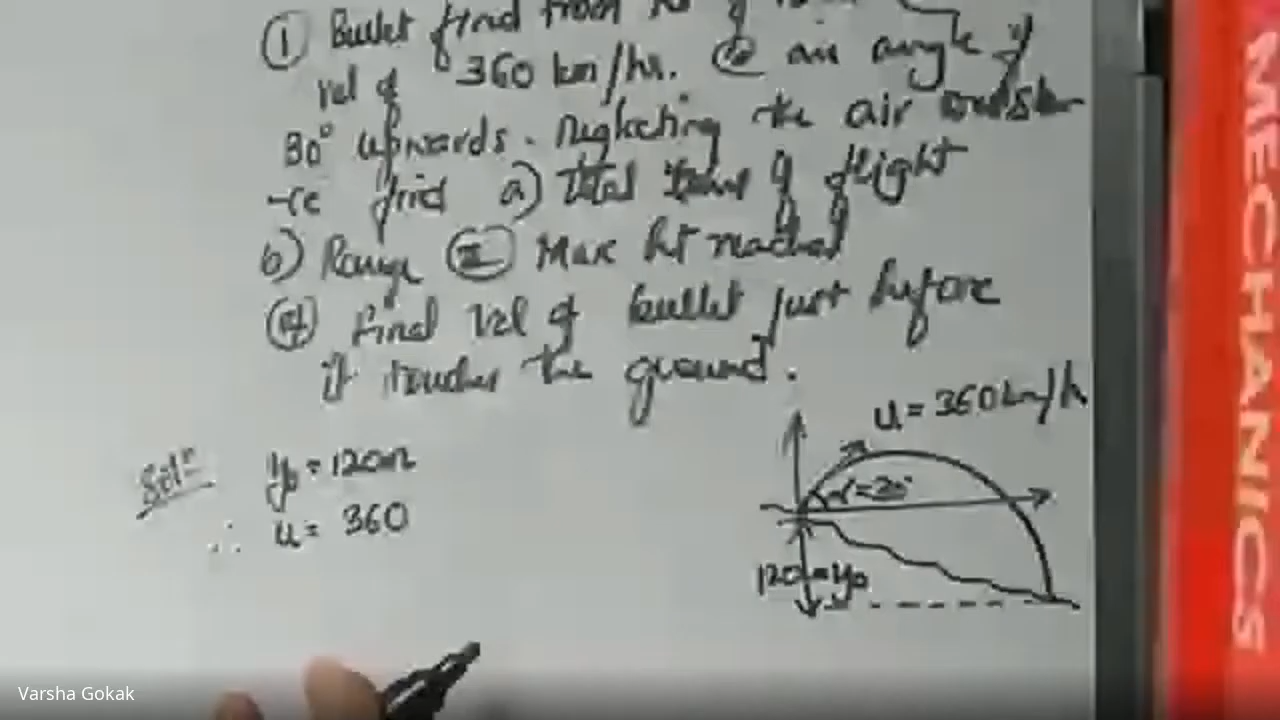 ① Bullet fired from
vel of 360 km/hr. @ an angle of
30° upwards. Neglecting the air
-ce find a) Total time of flight
b) Range Max ht reached
④ final Vel of bullet just before
it touches the ground.
u = 360 km/h
Solⁿ y₀ = 120m
α = 30°
∴ u = 360
120 = y₀
MECHANICS
Varsha Gokak